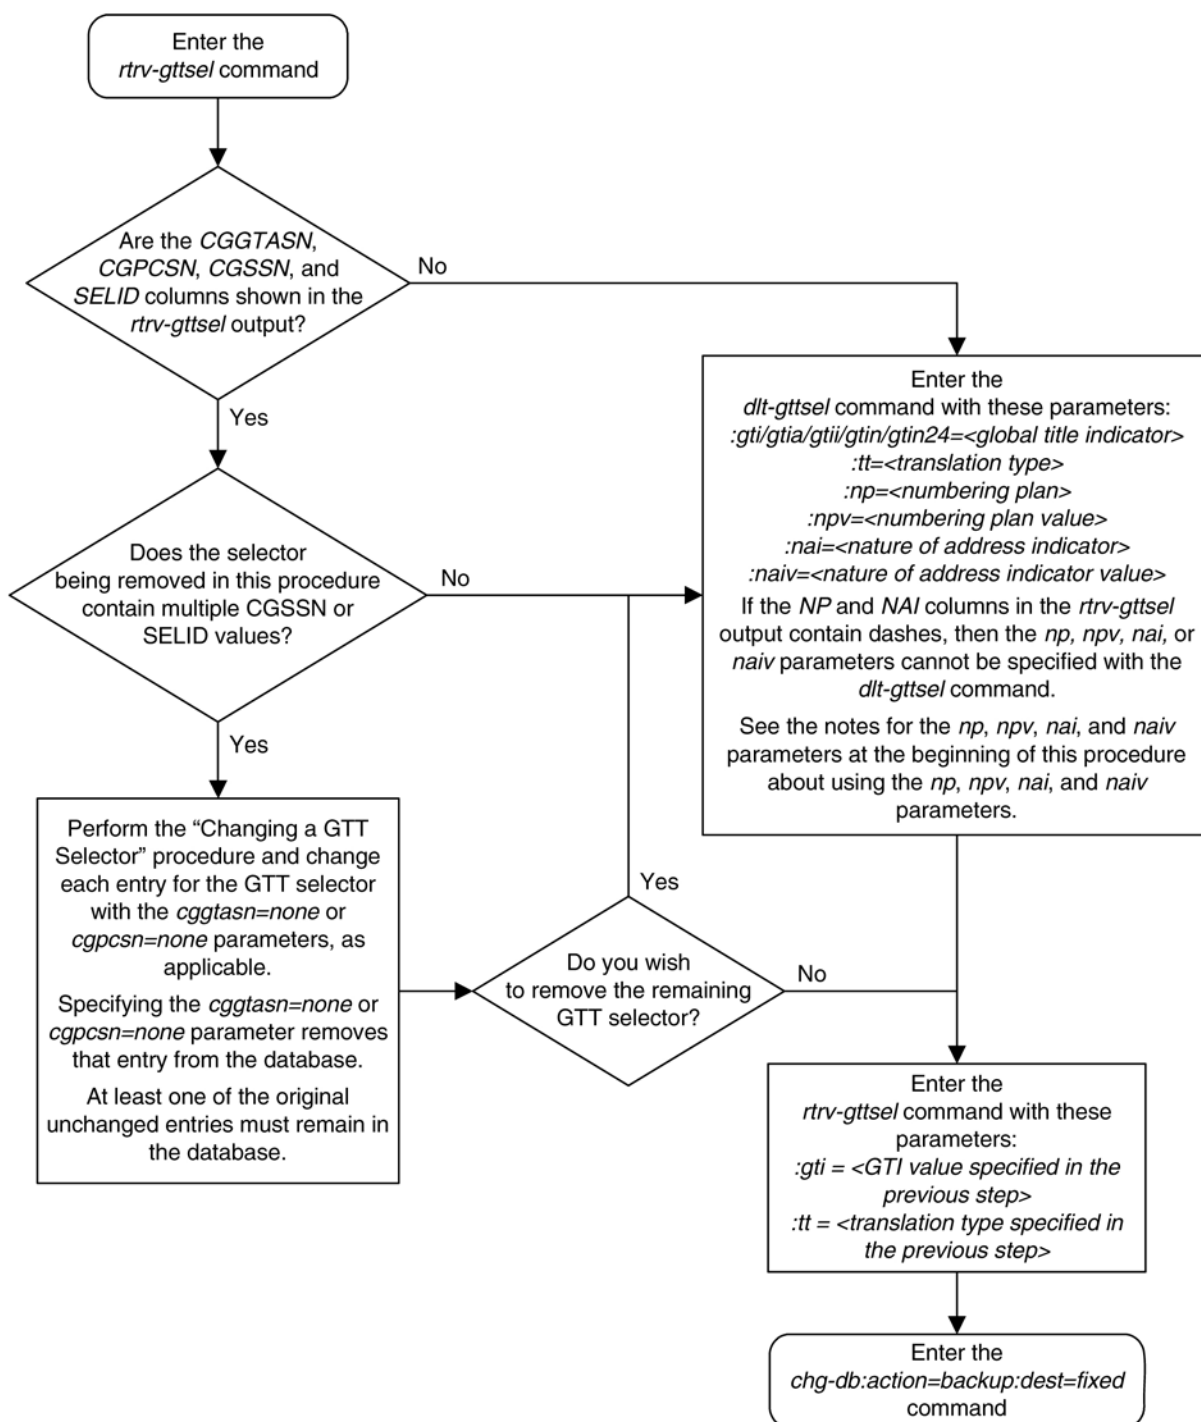 Enter the
rtrv-gttsel command
Are the CGGTASN,
CGPCSN, CGSSN, and
SELID columns shown in the
rtrv-gttsel output?
No
Yes
Enter the
dlt-gttsel command with these parameters:
:gti/gtia/gtii/gtin/gtin24=<global title indicator>
:tt=<translation type>
:np=<numbering plan>
:npv=<numbering plan value>
:nai=<nature of address indicator>
:naiv=<nature of address indicator value>
If the NP and NAI columns in the rtrv-gttsel
output contain dashes, then the np, npv, nai, or
naiv parameters cannot be specified with the
dlt-gttsel command.
See the notes for the np, npv, nai, and naiv
parameters at the beginning of this procedure
about using the np, npv, nai, and naiv
parameters.
Does the selector
being removed in this procedure
contain multiple CGSSN or
SELID values?
No
Yes
Perform the “Changing a GTT
Selector” procedure and change
each entry for the GTT selector
with the cggtasn=none or
cgpcsn=none parameters, as
applicable.
Specifying the cggtasn=none or
cgpcsn=none parameter removes
that entry from the database.
At least one of the original
unchanged entries must remain in
the database.
Yes
Do you wish
to remove the remaining
GTT selector?
No
Enter the
rtrv-gttsel command with these
parameters:
:gti = <GTI value specified in the
previous step>
:tt = <translation type specified in
the previous step>
Enter the
chg-db:action=backup:dest=fixed
command